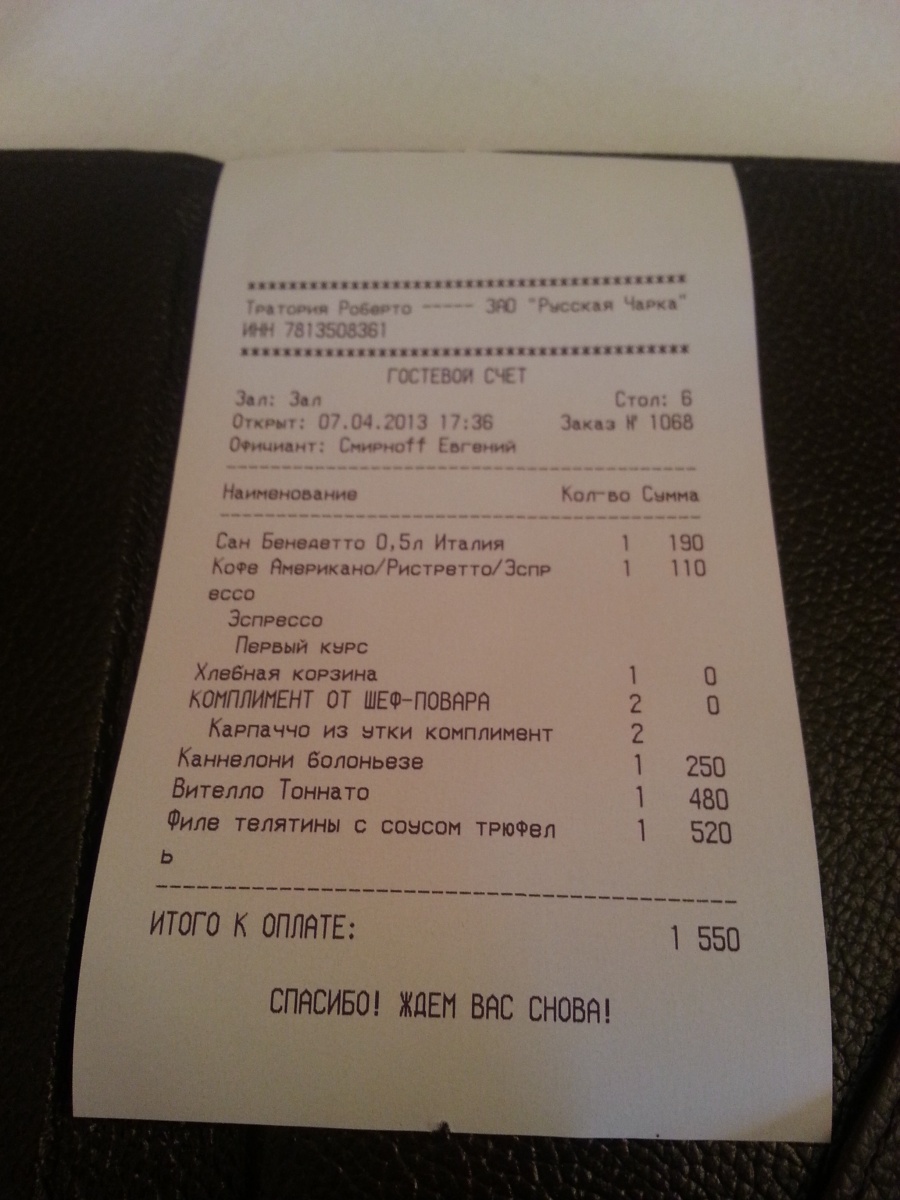 *******************************************
Тратория Роберто ----- ЗАО "Русская Чарка"
ИНН 7813508361
*******************************************
ГОСТЕВОЙ СЧЕТ
Зал: Зал Стол: 6
Открыт: 07.04.2013 17:36 Заказ № 1068
Официант: Смирноff Евгений
Наименование Кол-во Сумма
Сан Бенедетто 0,5л Италия 1 190
Кофе Американо/Ристретто/Эспр 1 110
ессо
Эспрессо
Первый курс
Хлебная корзина 1 0
КОМПЛИМЕНТ ОТ ШЕФ-ПОВАРА 2 0
Карпаччо из утки комплимент 2
Каннелони болоньезе 1 250
Вителло Тоннато 1 480
Филе телятины с соусом трюфел 1 520
ь
ИТОГО К ОПЛАТЕ: 1 550
СПАСИБО! ЖДЕМ ВАС СНОВА!